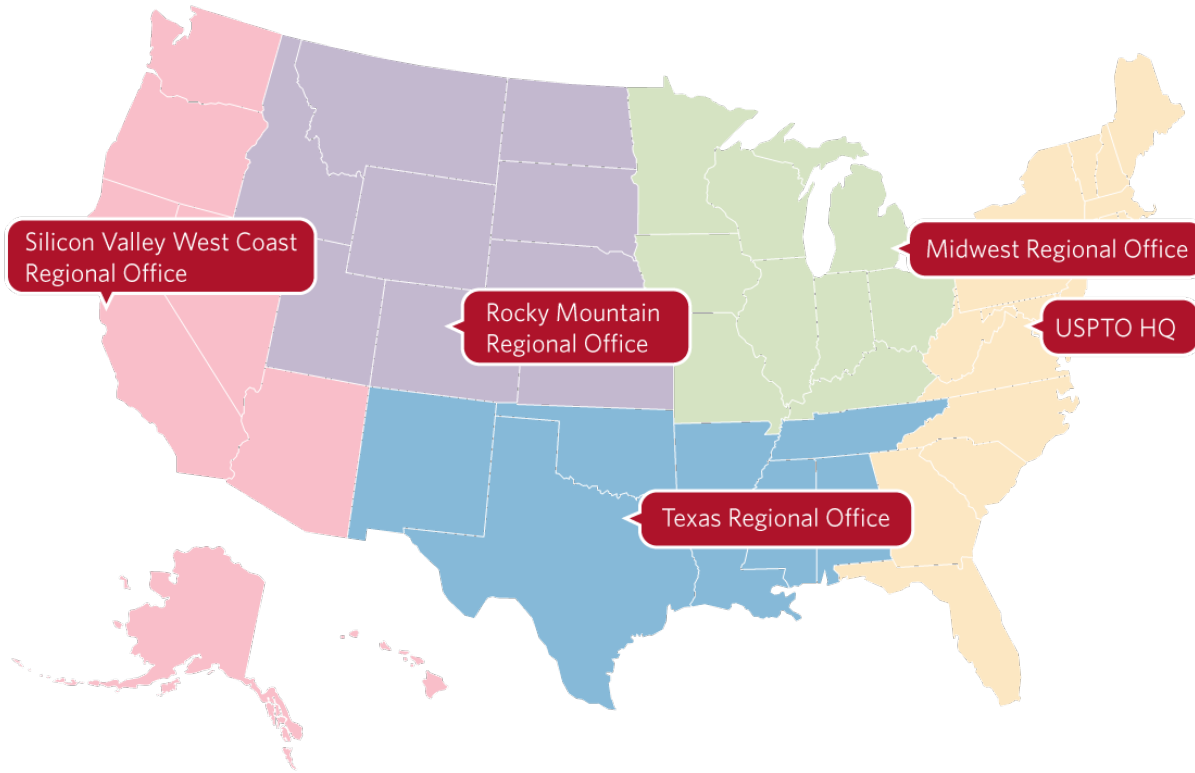 Silicon Valley West Coast
Regional Office
Midwest Regional Office
Rocky Mountain
Regional Office
USPTO HQ
Texas Regional Office